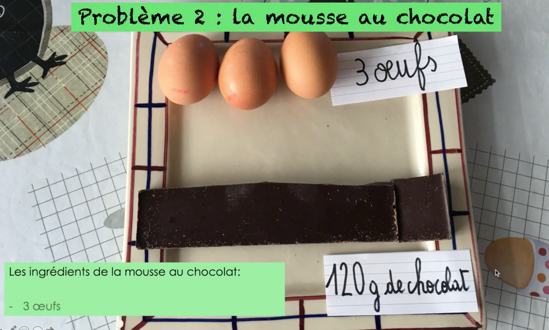 Problème 2 : la mousse au chocolat
3 œufs
120 g de chocolat
Les ingrédients de la mousse au chocolat:
- 3 œufs